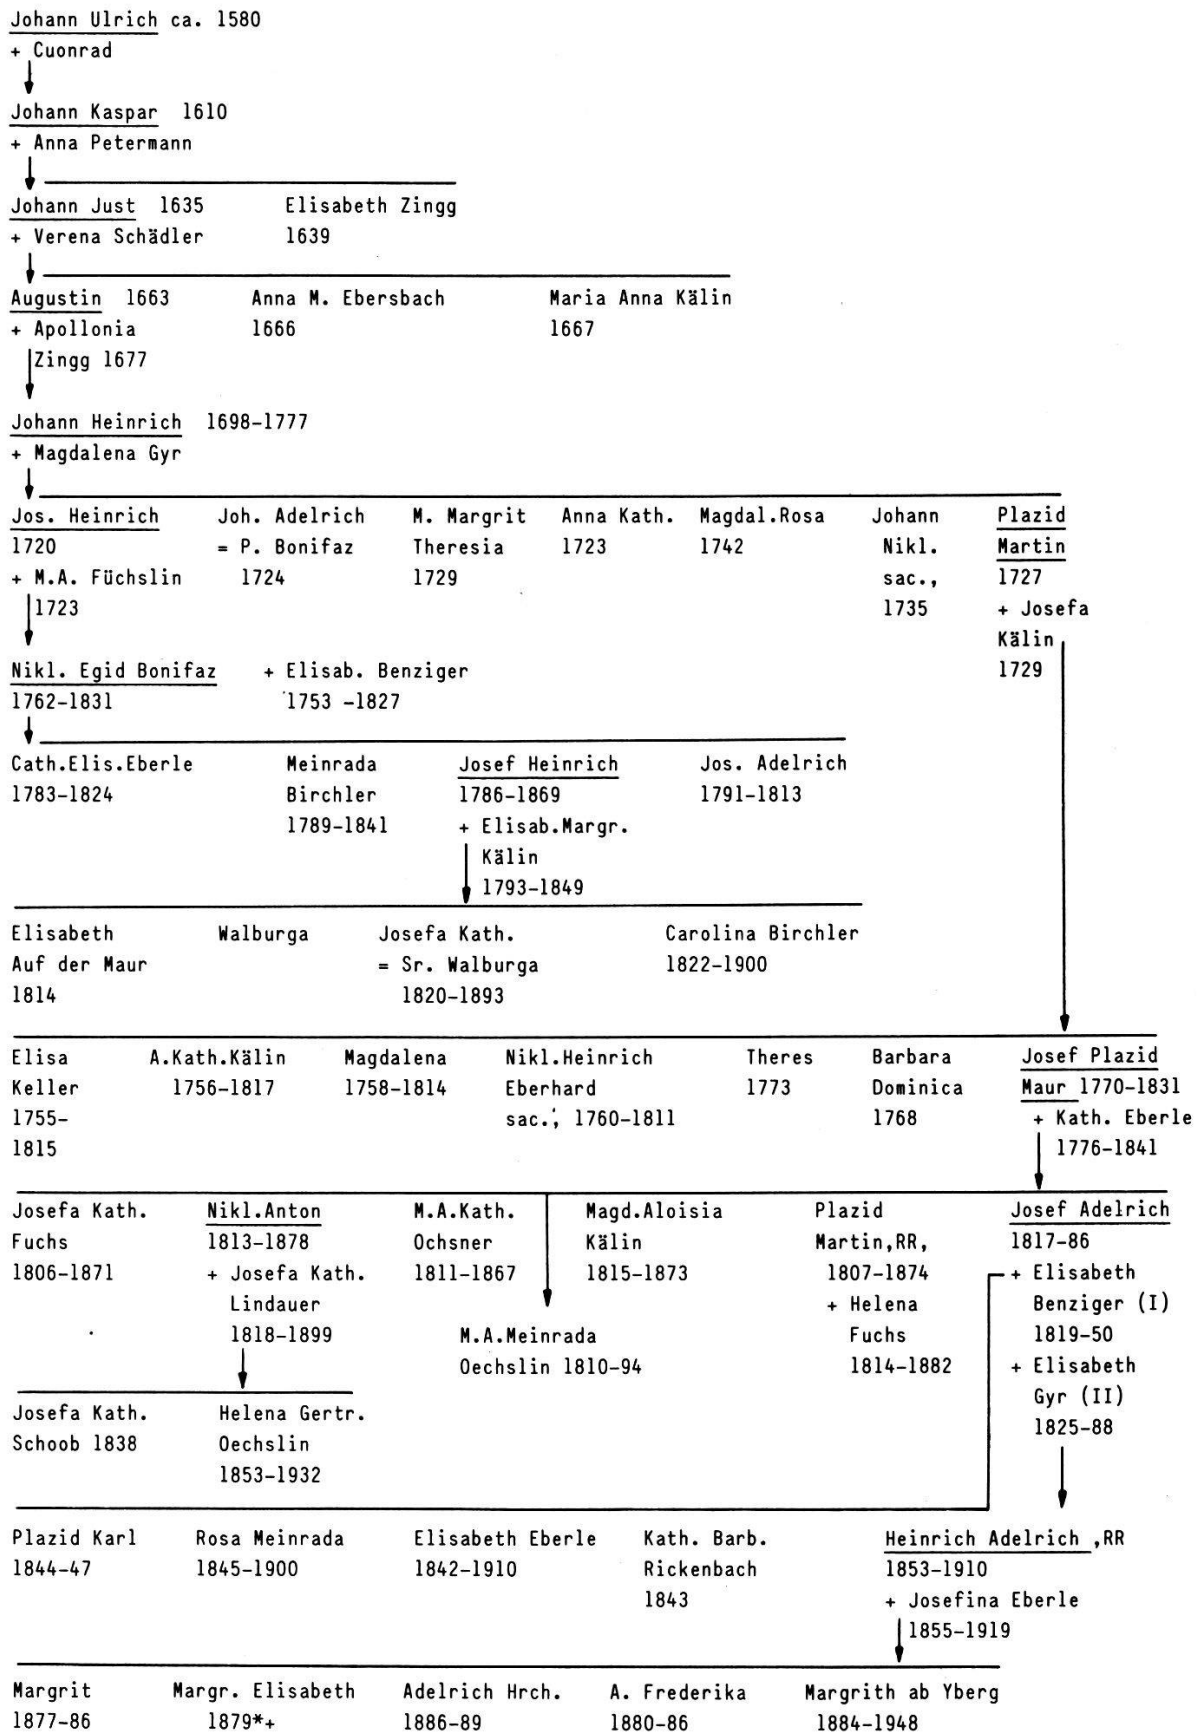 Johann Ulrich ca. 1580
+ Cuonrad
Johann Kaspar 1610
+ Anna Petermann
Johann Just 1635 Elisabeth Zingg
+ Verena Schädler 1639
Augustin 1663 Anna M. Ebersbach Maria Anna Kälin
+ Apollonia 1666 1667
Zingg 1677
Johann Heinrich 1698-1777
+ Magdalena Gyr
Jos. Heinrich Joh. Adelrich M. Margrit Anna Kath. Magdal.Rosa Johann Plazid
1720 = P. Bonifaz Theresia 1723 1742 Nikl. Martin
+ M.A. Füchslin 1724 1729 sac., 1727
1723 1735 + Josefa
Kälin
Nikl. Egid Bonifaz + Elisab. Benziger 1729
1762-1831 1753 -1827
Cath.Elis.Eberle Meinrada Josef Heinrich Jos. Adelrich
1783-1824 Birchler 1786-1869 1791-1813
1789-1841 + Elisab.Margr.
Kälin
1793-1849
Elisabeth Walburga Josefa Kath. Carolina Birchler
Auf der Maur = Sr. Walburga 1822-1900
1814 1820-1893
Elisa A.Kath.Kälin Magdalena Nikl.Heinrich Theres Barbara Josef Plazid
Keller 1756-1817 1758-1814 Eberhard 1773 Dominica Maur 1770-1831
1755- sac., 1760-1811 1768 + Kath. Eberle
1815 1776-1841
Josefa Kath. Nikl.Anton M.A.Kath. Magd.Aloisia Plazid Josef Adelrich
Fuchs 1813-1878 Ochsner Kälin Martin,RR, 1817-86
1806-1871 + Josefa Kath. 1811-1867 1815-1873 1807-1874 + Elisabeth
Lindauer + Helena Benziger (I)
1818-1899 M.A.Meinrada Fuchs 1819-50
Oechslin 1810-94 1814-1882 + Elisabeth
Gyr (II)
Josefa Kath. Helena Gertr. 1825-88
Schoob 1838 Oechslin
1853-1932
Plazid Karl Rosa Meinrada Elisabeth Eberle Kath. Barb. Heinrich Adelrich ,RR
1844-47 1845-1900 1842-1910 Rickenbach 1853-1910
1843 + Josefina Eberle
1855-1919
Margrit Margr. Elisabeth Adelrich Hrch. A. Frederika Margrith ab Yberg
1877-86 1879*+ 1886-89 1880-86 1884-1948